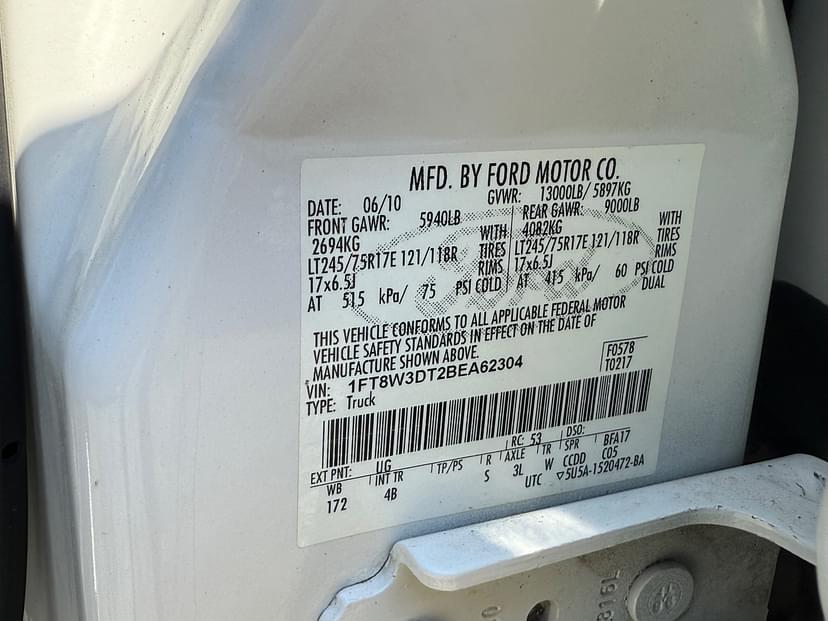 MFD. BY FORD MOTOR CO.
DATE: 06/10 GVWR: 13000LB/ 5897KG
FRONT GAWR: 5940LB REAR GAWR: 9000LB
2694KG WITH 4082KG WITH
LT245/75R17E 121/118R TIRES LT245/75R17E 121/118R TIRES
17x6.5J RIMS 17x6.5J RIMS
AT 515 kPa/ 75 PSI COLD AT 415 kPa/ 60 PSI COLD
DUAL
THIS VEHICLE CONFORMS TO ALL APPLICABLE FEDERAL MOTOR
VEHICLE SAFETY STANDARDS IN EFFECT ON THE DATE OF
MANUFACTURE SHOWN ABOVE.
VIN: 1FT8W3DT2BEA62304 F0578
TYPE: Truck T0217
RC: 53 DSO:
EXT PNT: UG TP/PS R AXLE TR SPR BFA17
WB INT TR S 3L W CCDD C05
172 4B UTC ▽5U5A-1520472-BA
816L